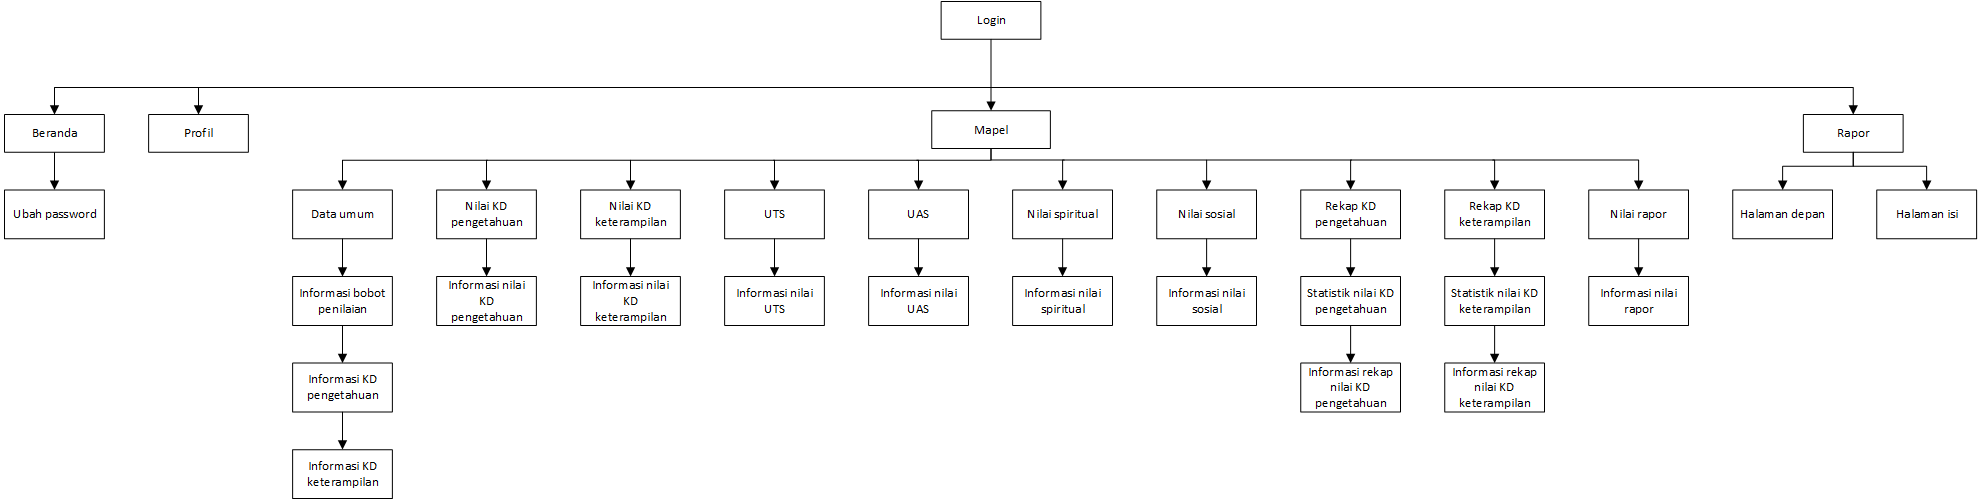 Login
Beranda
Profil
Mapel
Rapor
Ubah password
Data umum
Nilai KD
pengetahuan
Nilai KD
keterampilan
UTS
UAS
Nilai spiritual
Nilai sosial
Rekap KD
pengetahuan
Rekap KD
keterampilan
Nilai rapor
Halaman depan
Halaman isi
Informasi bobot
penilaian
Informasi nilai
KD
pengetahuan
Informasi nilai
KD
keterampilan
Informasi nilai
UTS
Informasi nilai
UAS
Informasi nilai
spiritual
Informasi nilai
sosial
Statistik nilai KD
pengetahuan
Statistik nilai KD
keterampilan
Informasi nilai
rapor
Informasi KD
pengetahuan
Informasi rekap
nilai KD
pengetahuan
Informasi rekap
nilai KD
keterampilan
Informasi KD
keterampilan